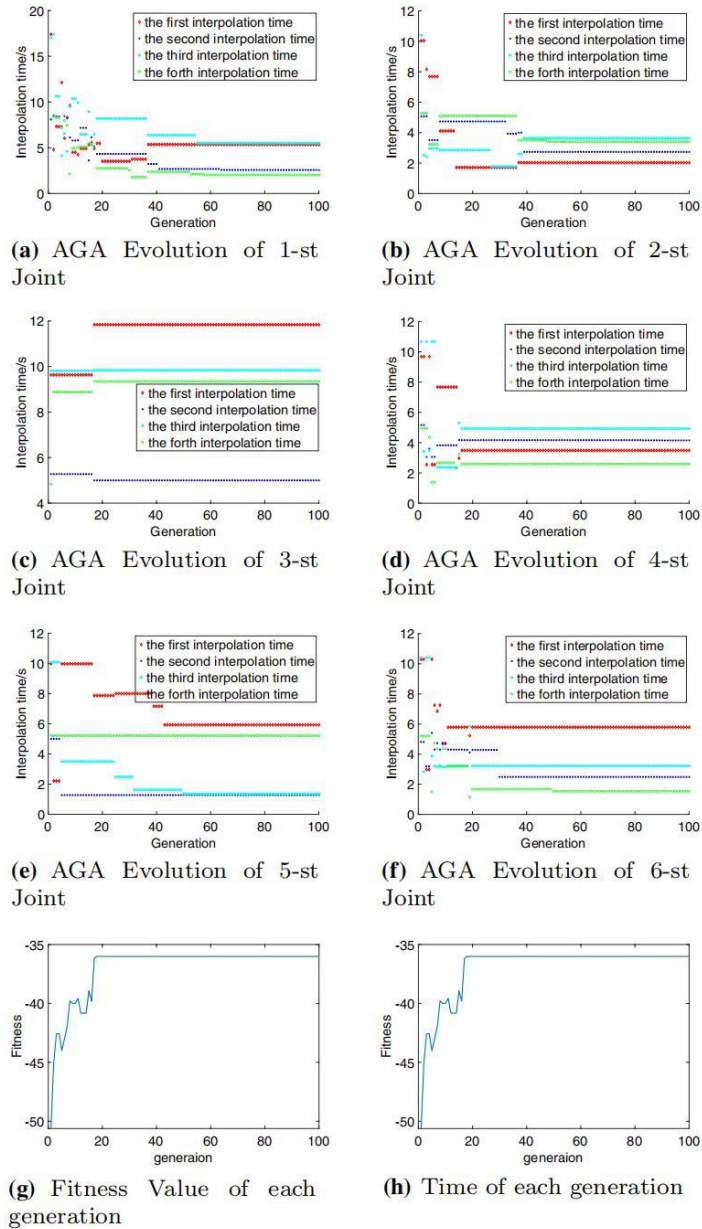 20
15
10
5
0
Interpolation time/s
the first interpolation time
the second interpolation time
the third interpolation time
the forth interpolation time
0 20 40 60 80 100
Generation
(a) AGA Evolution of 1-st
Joint
12
10
8
6
4
2
0
Interpolation time/s
the first interpolation time
the second interpolation time
the third interpolation time
the forth interpolation time
0 20 40 60 80 100
Generation
(b) AGA Evolution of 2-st
Joint
12
10
8
6
4
Interpolation time/s
the first interpolation time
the second interpolation time
the third interpolation time
the forth interpolation time
0 20 40 60 80 100
Generation
(c) AGA Evolution of 3-st
Joint
12
10
8
6
4
2
0
Interpolation time/s
the first interpolation time
the second interpolation time
the third interpolation time
the forth interpolation time
0 20 40 60 80 100
Generation
(d) AGA Evolution of 4-st
Joint
12
10
8
6
4
2
0
Interpolation time/s
the first interpolation time
the second interpolation time
the third interpolation time
the forth interpolation time
0 20 40 60 80 100
Generation
(e) AGA Evolution of 5-st
Joint
12
10
8
6
4
2
0
Interpolation time/s
the first interpolation time
the second interpolation time
the third interpolation time
the forth interpolation time
0 20 40 60 80 100
Generation
(f) AGA Evolution of 6-st
Joint
-35
-40
-45
-50
Fitness
0 20 40 60 80 100
generaion
(g) Fitness Value of each
generation
-35
-40
-45
-50
Fitness
0 20 40 60 80 100
generaion
(h) Time of each generation